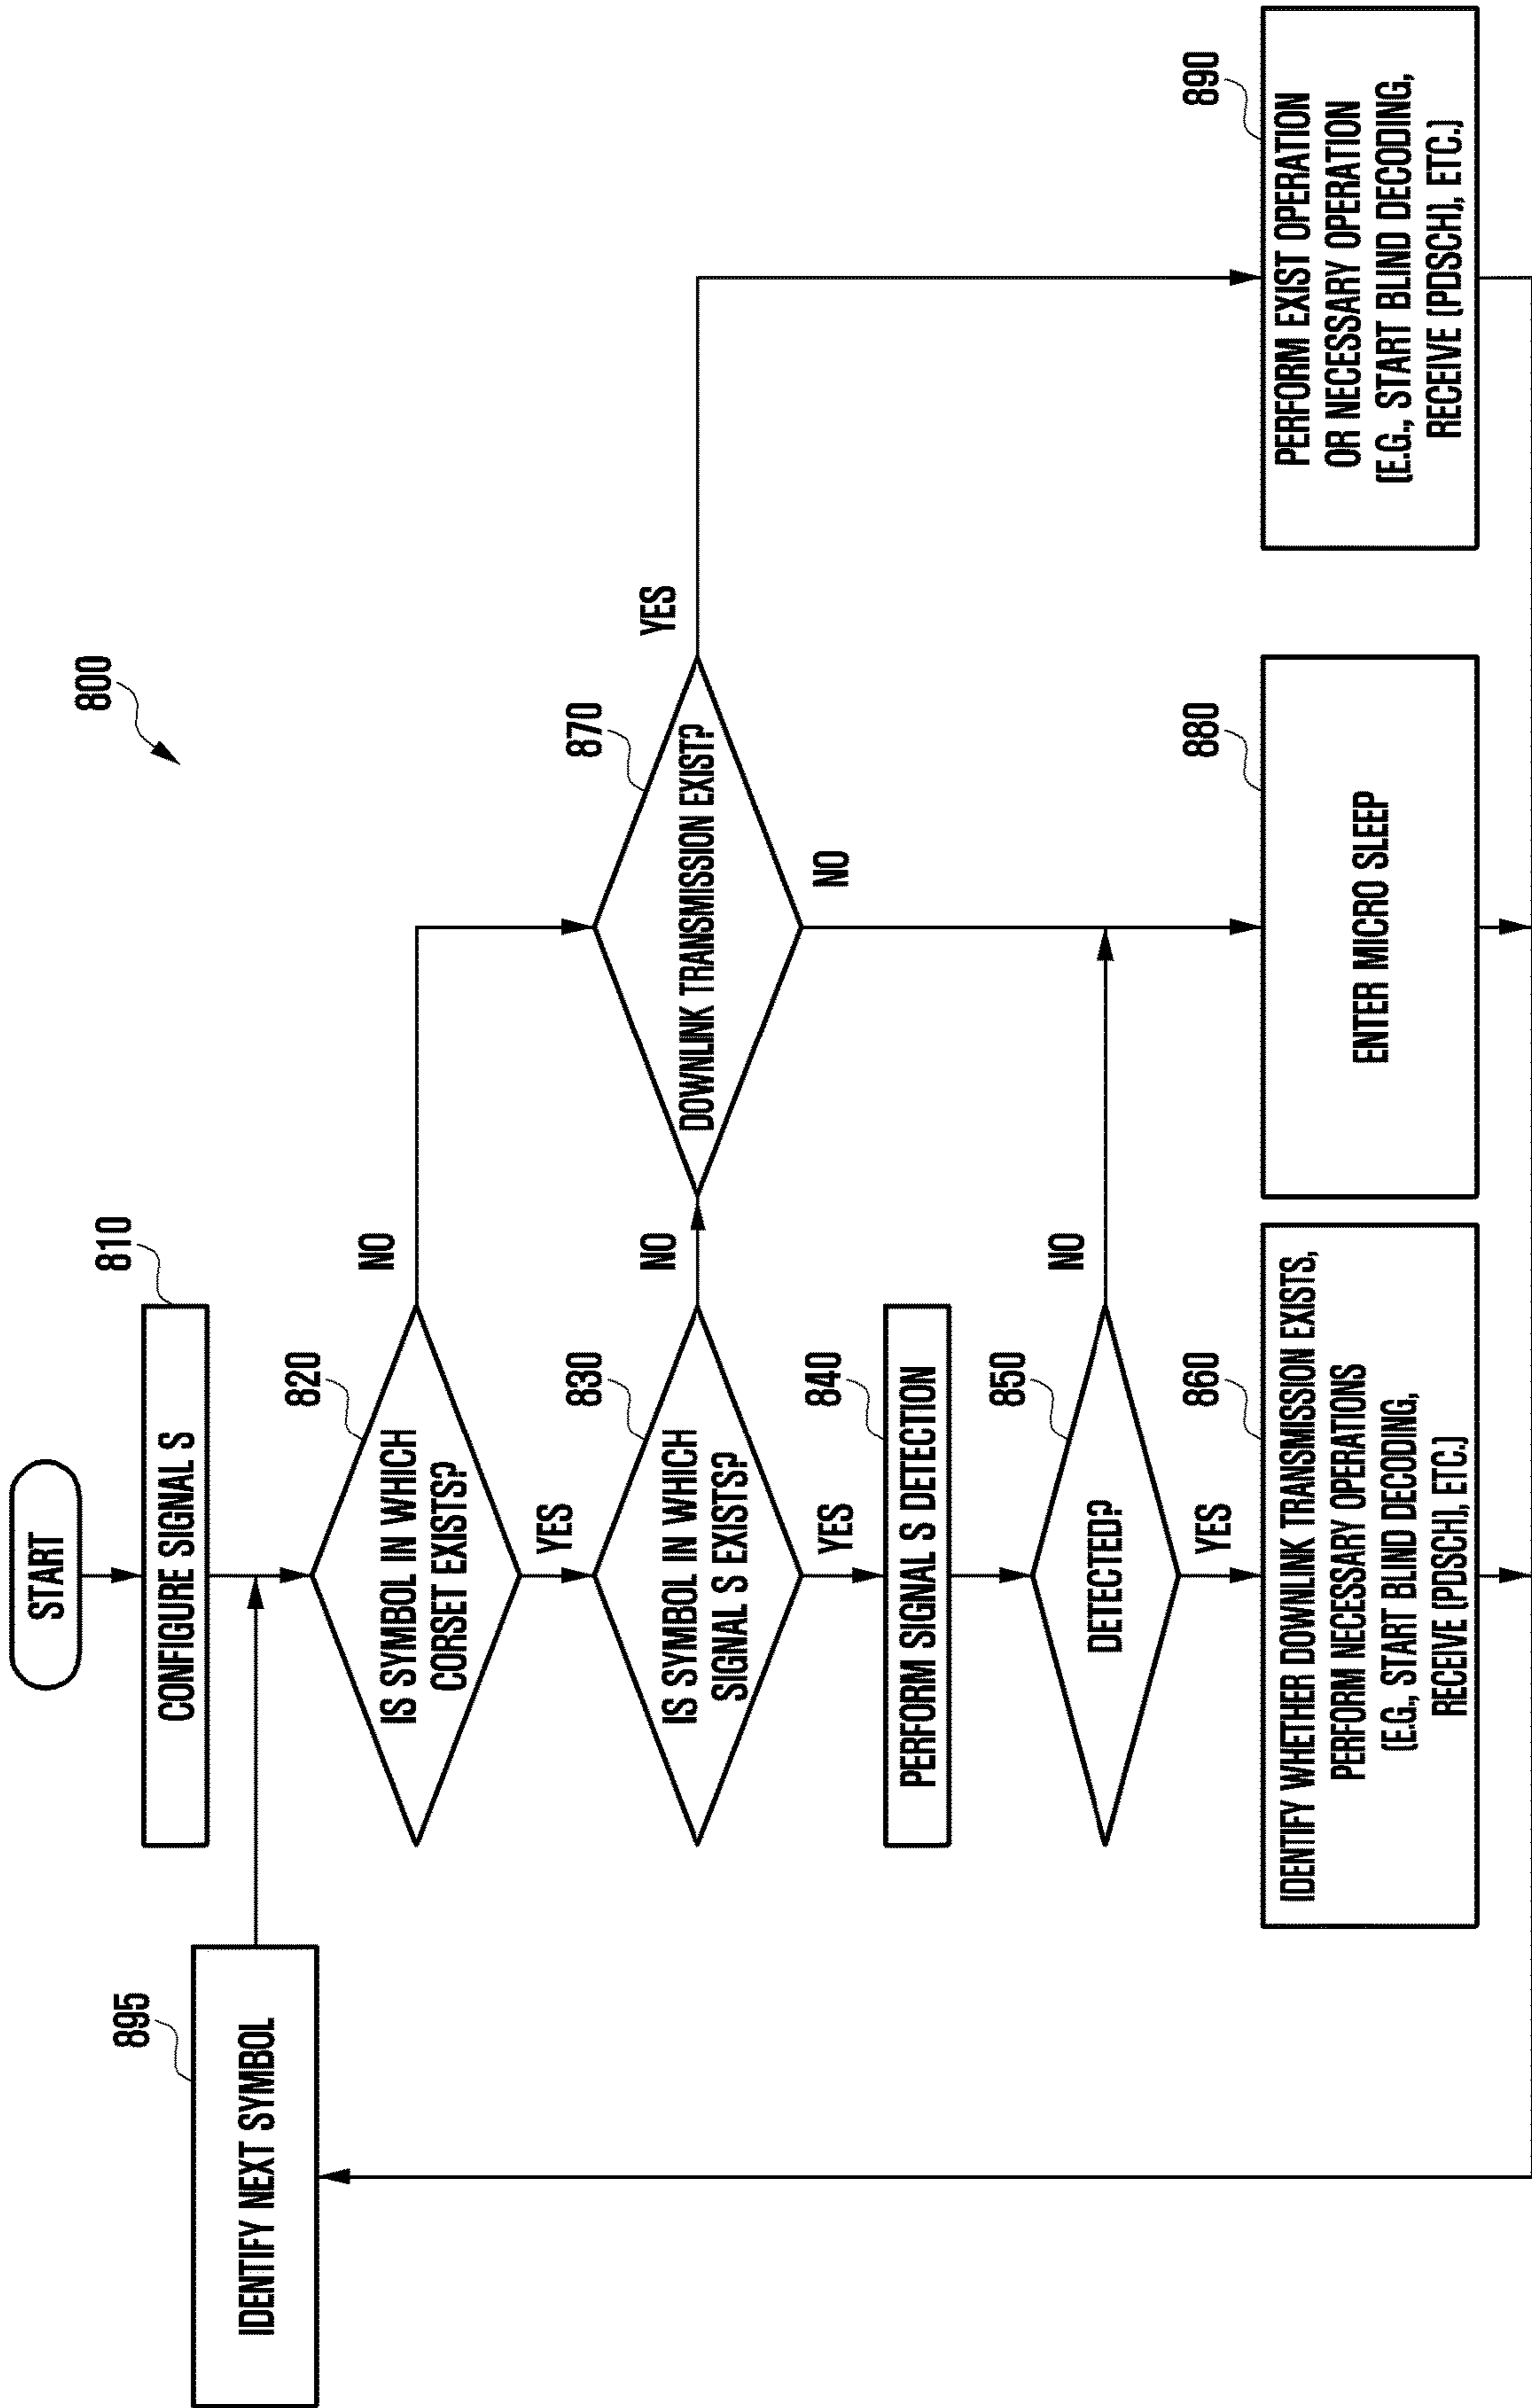 800
START
CONFIGURE SIGNAL S
810
895
IDENTIFY NEXT SYMBOL
820
IS SYMBOL IN WHICH
CORSET EXISTS?
NO
YES
830
IS SYMBOL IN WHICH
SIGNAL S EXISTS?
NO
YES
870
DOWNLINK TRANSMISSION EXIST?
YES
NO
840
PERFORM SIGNAL S DETECTION
850
DETECTED?
NO
YES
860
IDENTIFY WHETHER DOWNLINK TRANSMISSION EXISTS,
PERFORM NECESSARY OPERATIONS
(E.G., START BLIND DECODING,
RECEIVE (PDSCH), ETC.)
880
ENTER MICRO SLEEP
890
PERFORM EXIST OPERATION
OR NECESSARY OPERATION
(E.G., START BLIND DECODING,
RECEIVE (PDSCH), ETC.)